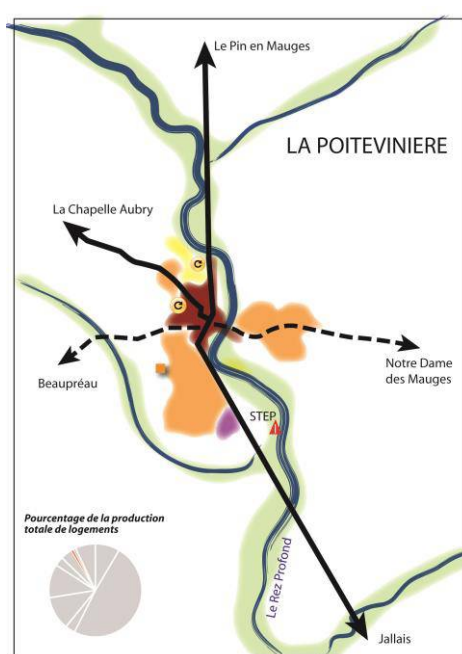 Le Pin en Mauges
LA POITEVINIERE
La Chapelle Aubry
Beaupréau
Notre Dame
des Mauges
STEP
Pourcentage de la production
totale de logements
Le Rez Profond
Jallais